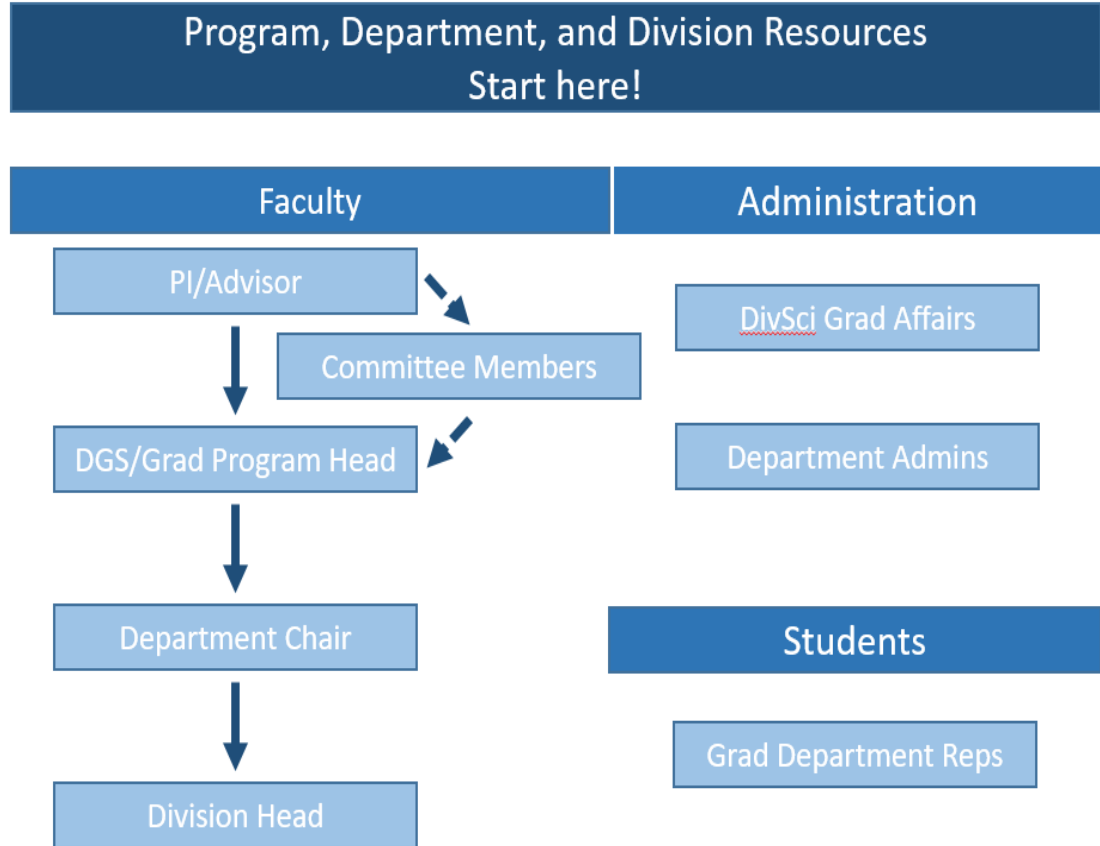 Program, Department, and Division Resources
Start here!
Faculty
Administration
PI/Advisor
DivSci Grad Affairs
Committee Members
DGS/Grad Program Head
Department Admins
Department Chair
Students
Grad Department Reps
Division Head